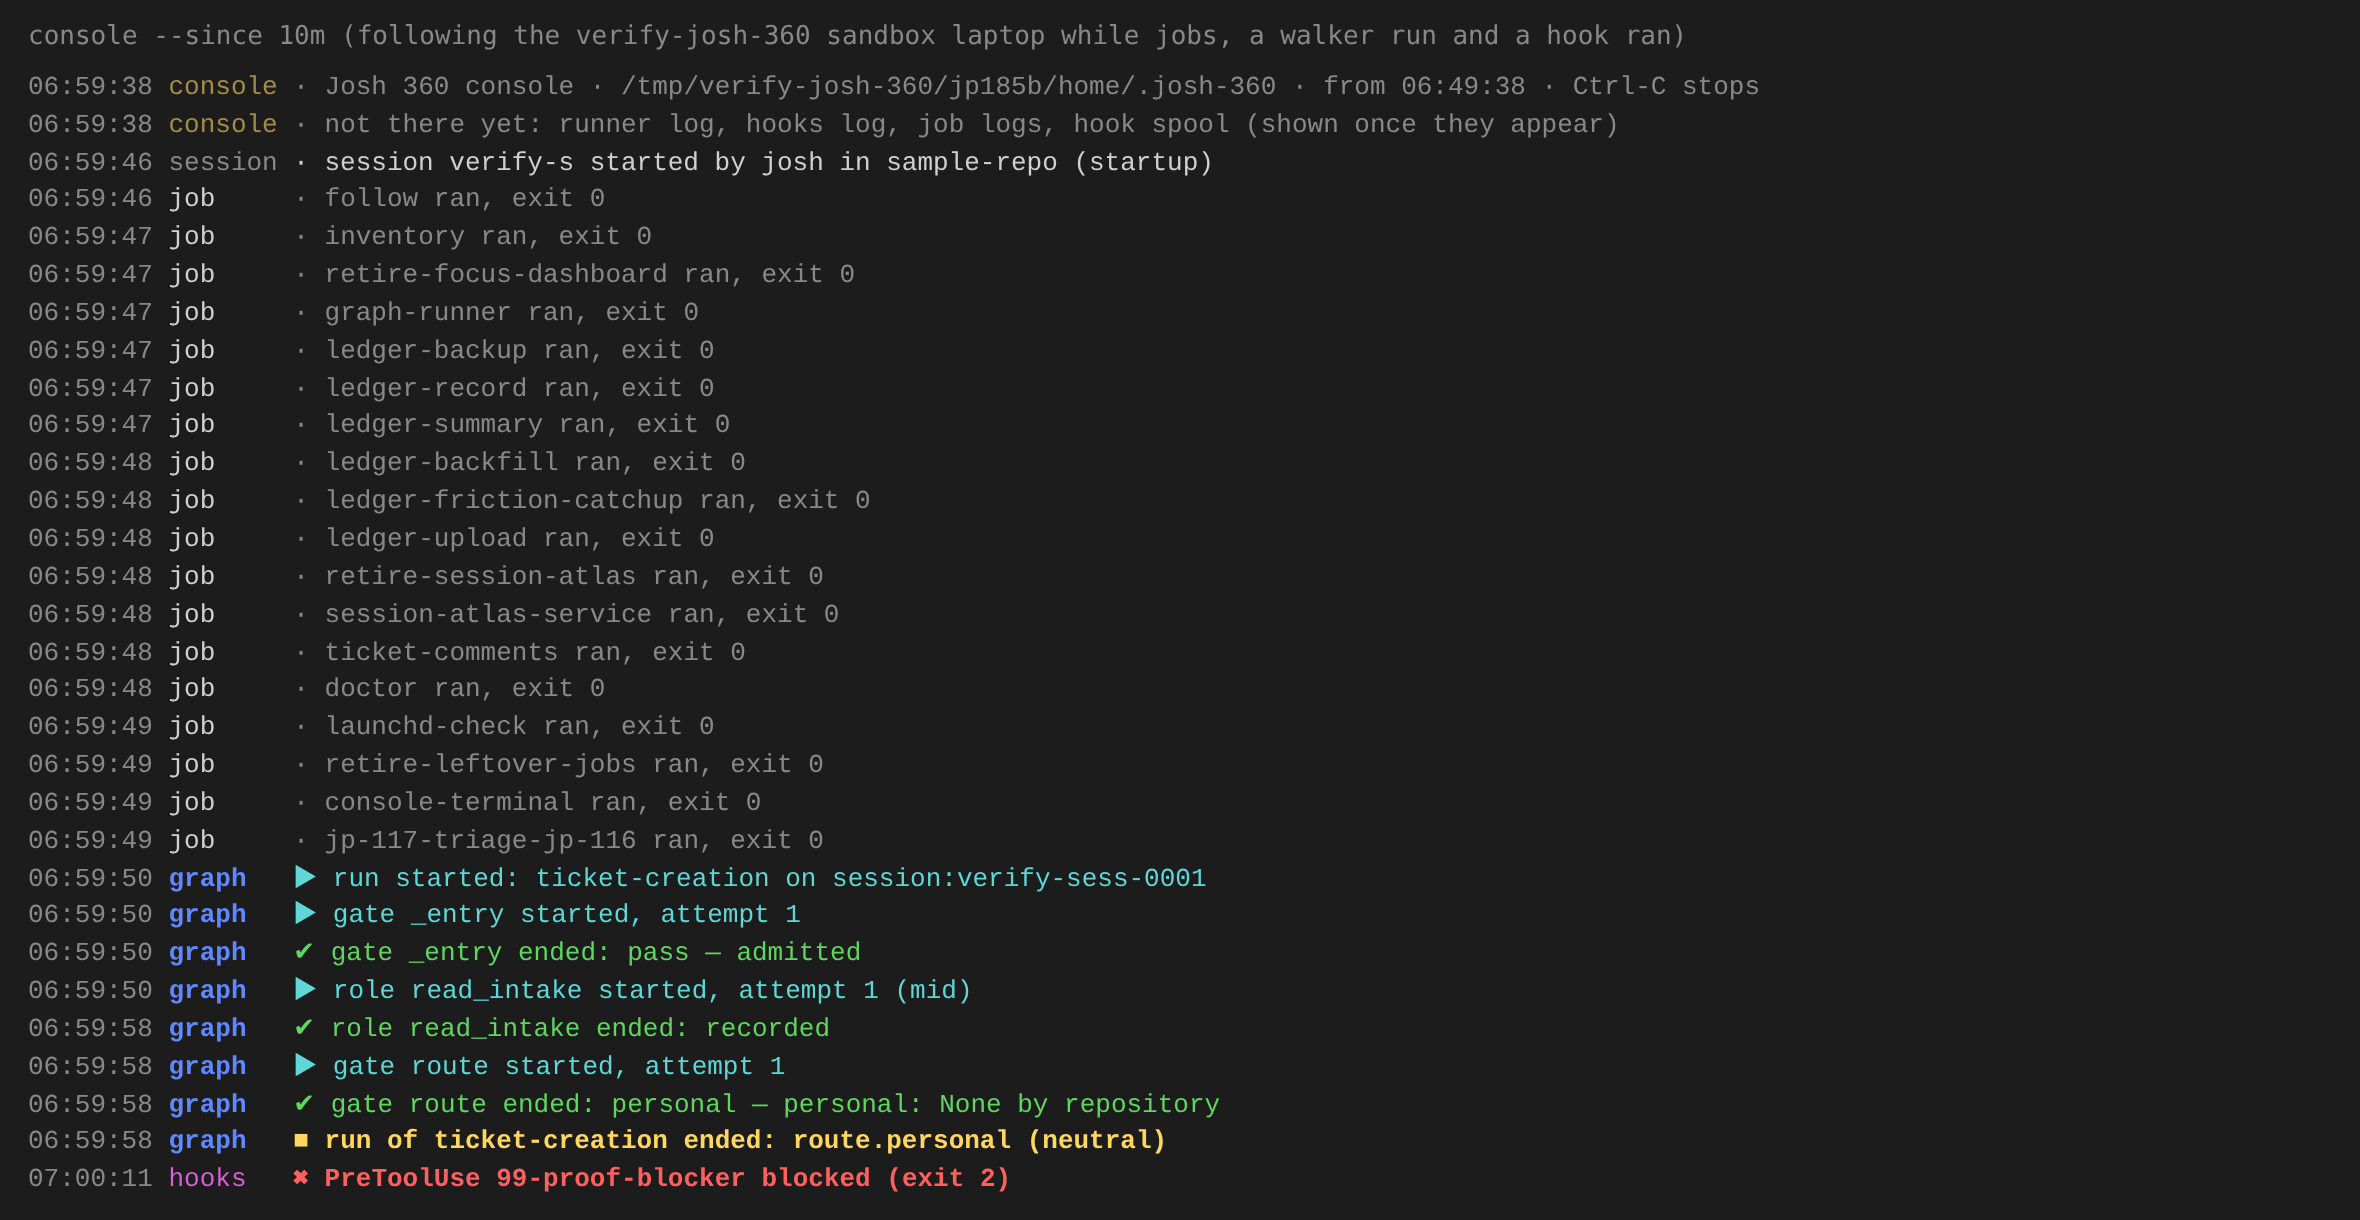 console --since 10m (following the verify-josh-360 sandbox laptop while jobs, a walker run and a hook ran)
06:59:38 console · Josh 360 console · /tmp/verify-josh-360/jp185b/home/.josh-360 · from 06:49:38 · Ctrl-C stops
06:59:38 console · not there yet: runner log, hooks log, job logs, hook spool (shown once they appear)
06:59:46 session · session verify-s started by josh in sample-repo (startup)
06:59:46 job · follow ran, exit 0
06:59:47 job · inventory ran, exit 0
06:59:47 job · retire-focus-dashboard ran, exit 0
06:59:47 job · graph-runner ran, exit 0
06:59:47 job · ledger-backup ran, exit 0
06:59:47 job · ledger-record ran, exit 0
06:59:47 job · ledger-summary ran, exit 0
06:59:48 job · ledger-backfill ran, exit 0
06:59:48 job · ledger-friction-catchup ran, exit 0
06:59:48 job · ledger-upload ran, exit 0
06:59:48 job · retire-session-atlas ran, exit 0
06:59:48 job · session-atlas-service ran, exit 0
06:59:48 job · ticket-comments ran, exit 0
06:59:48 job · doctor ran, exit 0
06:59:49 job · launchd-check ran, exit 0
06:59:49 job · retire-leftover-jobs ran, exit 0
06:59:49 job · console-terminal ran, exit 0
06:59:49 job · jp-117-triage-jp-116 ran, exit 0
06:59:50 graph ▶ run started: ticket-creation on session:verify-sess-0001
06:59:50 graph ▶ gate _entry started, attempt 1
06:59:50 graph ✔ gate _entry ended: pass — admitted
06:59:50 graph ▶ role read_intake started, attempt 1 (mid)
06:59:58 graph ✔ role read_intake ended: recorded
06:59:58 graph ▶ gate route started, attempt 1
06:59:58 graph ✔ gate route ended: personal — personal: None by repository
06:59:58 graph ■ run of ticket-creation ended: route.personal (neutral)
07:00:11 hooks ✖ PreToolUse 99-proof-blocker blocked (exit 2)